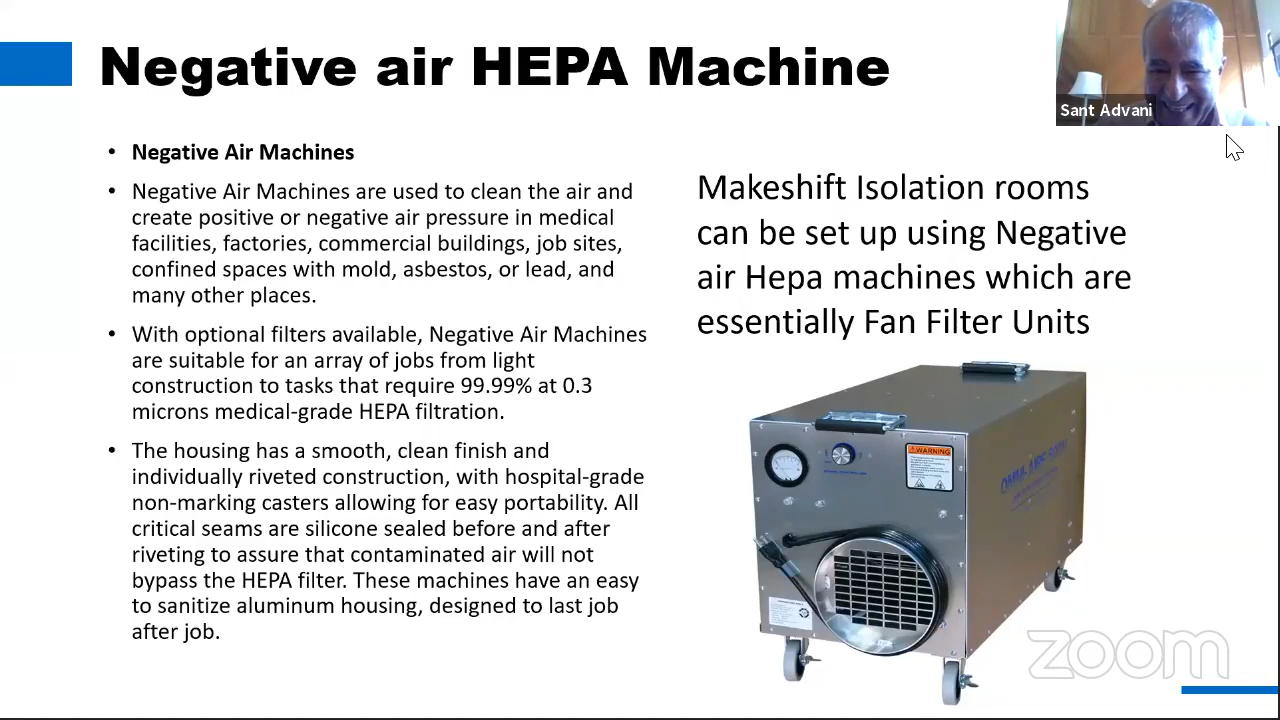 Negative air HEPA Machine
Sant Advani
• Negative Air Machines
• Negative Air Machines are used to clean the air and
create positive or negative air pressure in medical
facilities, factories, commercial buildings, job sites,
confined spaces with mold, asbestos, or lead, and
many other places.
• With optional filters available, Negative Air Machines
are suitable for an array of jobs from light
construction to tasks that require 99.99% at 0.3
microns medical-grade HEPA filtration.
• The housing has a smooth, clean finish and
individually riveted construction, with hospital-grade
non-marking casters allowing for easy portability. All
critical seams are silicone sealed before and after
riveting to assure that contaminated air will not
bypass the HEPA filter. These machines have an easy
to sanitize aluminum housing, designed to last job
after job.
Makeshift Isolation rooms
can be set up using Negative
air Hepa machines which are
essentially Fan Filter Units
WARNING
zoom